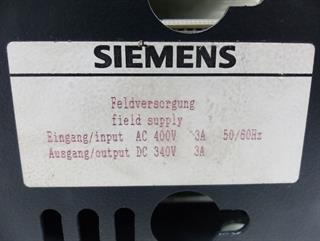 SIEMENS
Feldversorgung
field supply
Eingang/input AC 400V 3A 50/60Hz
Ausgang/output DC 340V 3A